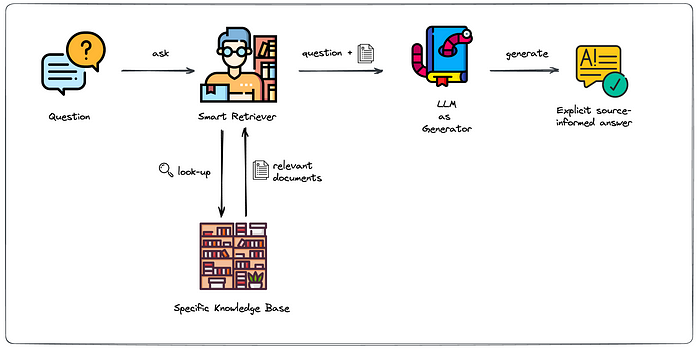 ?
ask
question +
generate
A!
Question
Smart Retriever
LLM
as
Generator
Explicit source-
informed answer
look-up
relevant
documents
Specific Knowledge Base